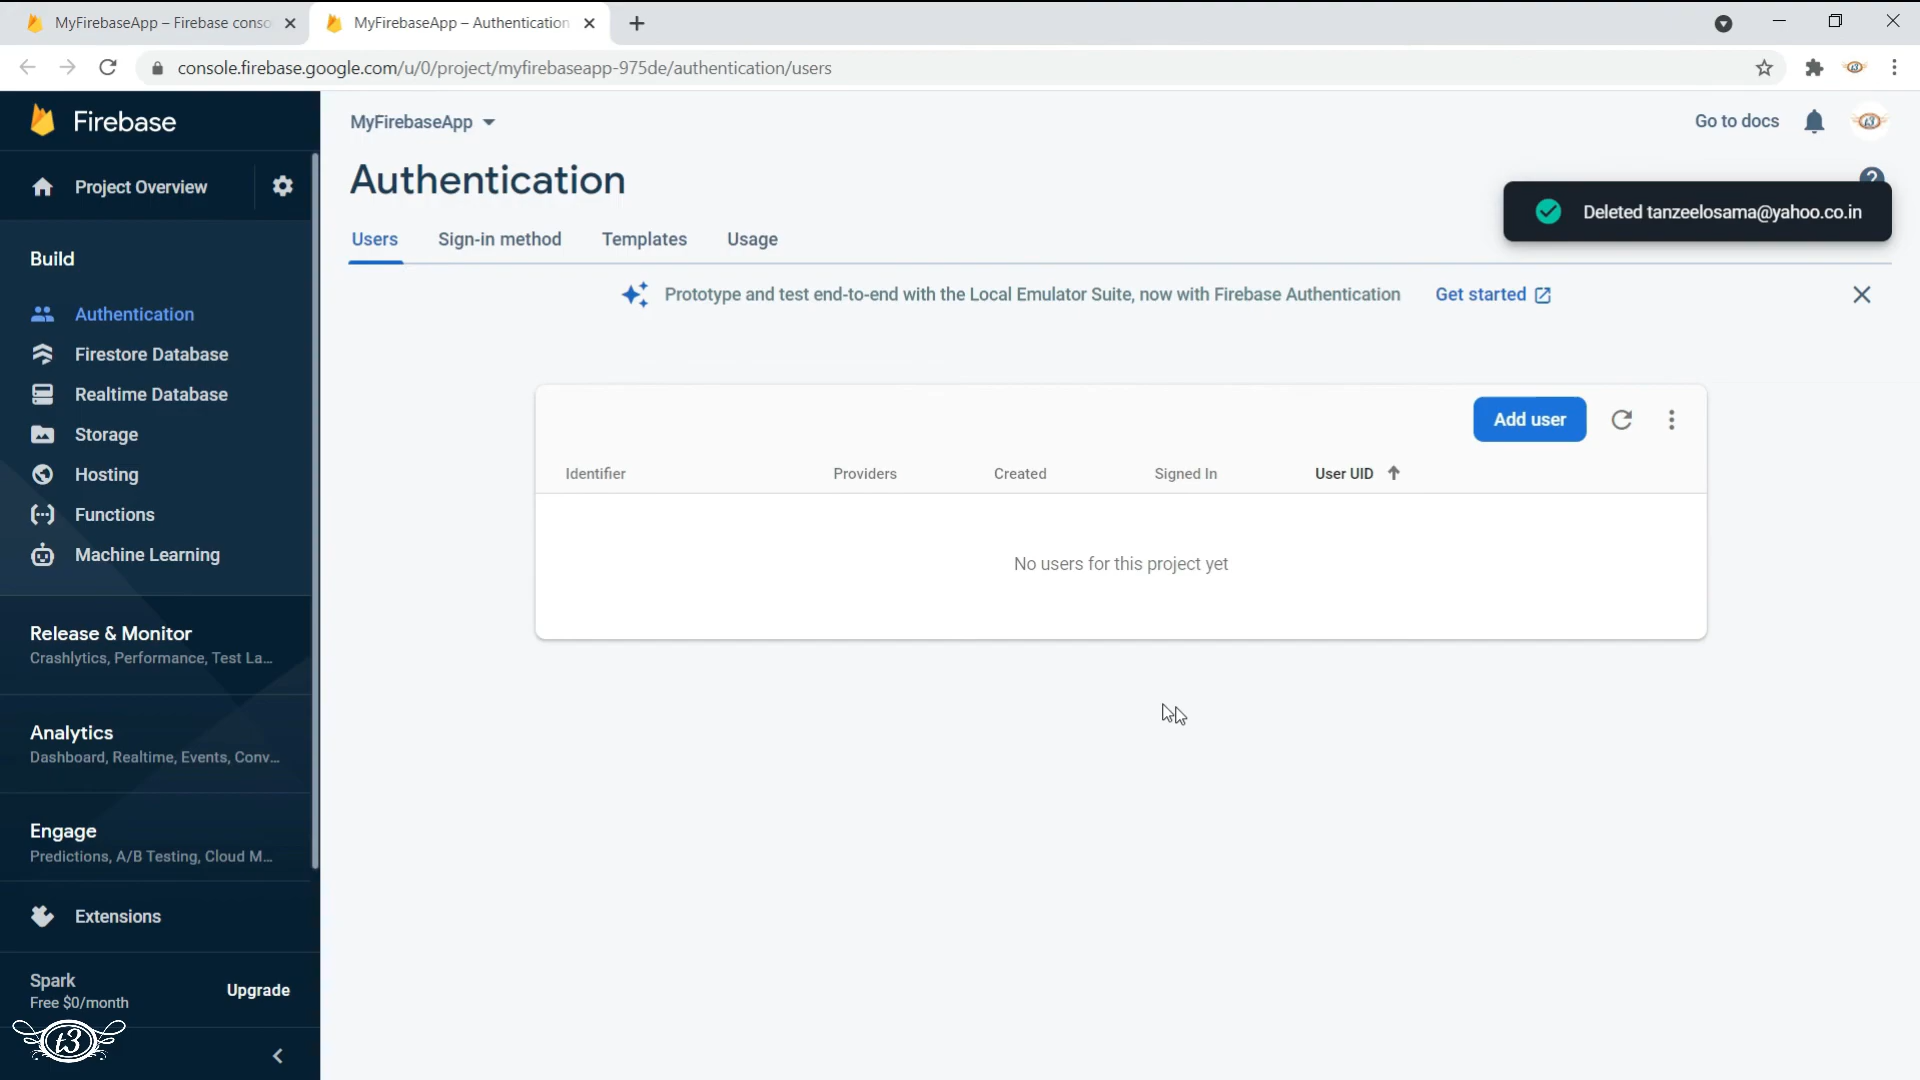 MyFirebaseApp – Firebase conso
MyFirebaseApp – Authentication
console.firebase.google.com/u/0/project/myfirebaseapp-975de/authentication/users
Firebase
MyFirebaseApp
Go to docs
Project Overview
Authentication
Deleted tanzeelosama@yahoo.co.in
Users Sign-in method Templates Usage
Prototype and test end-to-end with the Local Emulator Suite, now with Firebase Authentication Get started
Build
Authentication
Firestore Database
Realtime Database
Storage
Hosting
Functions
Machine Learning
Add user
Identifier Providers Created Signed In User UID
No users for this project yet
Release & Monitor
Crashlytics, Performance, Test La...
Analytics
Dashboard, Realtime, Events, Conv...
Engage
Predictions, A/B Testing, Cloud M...
Extensions
Spark
Free $0/month
Upgrade
t3